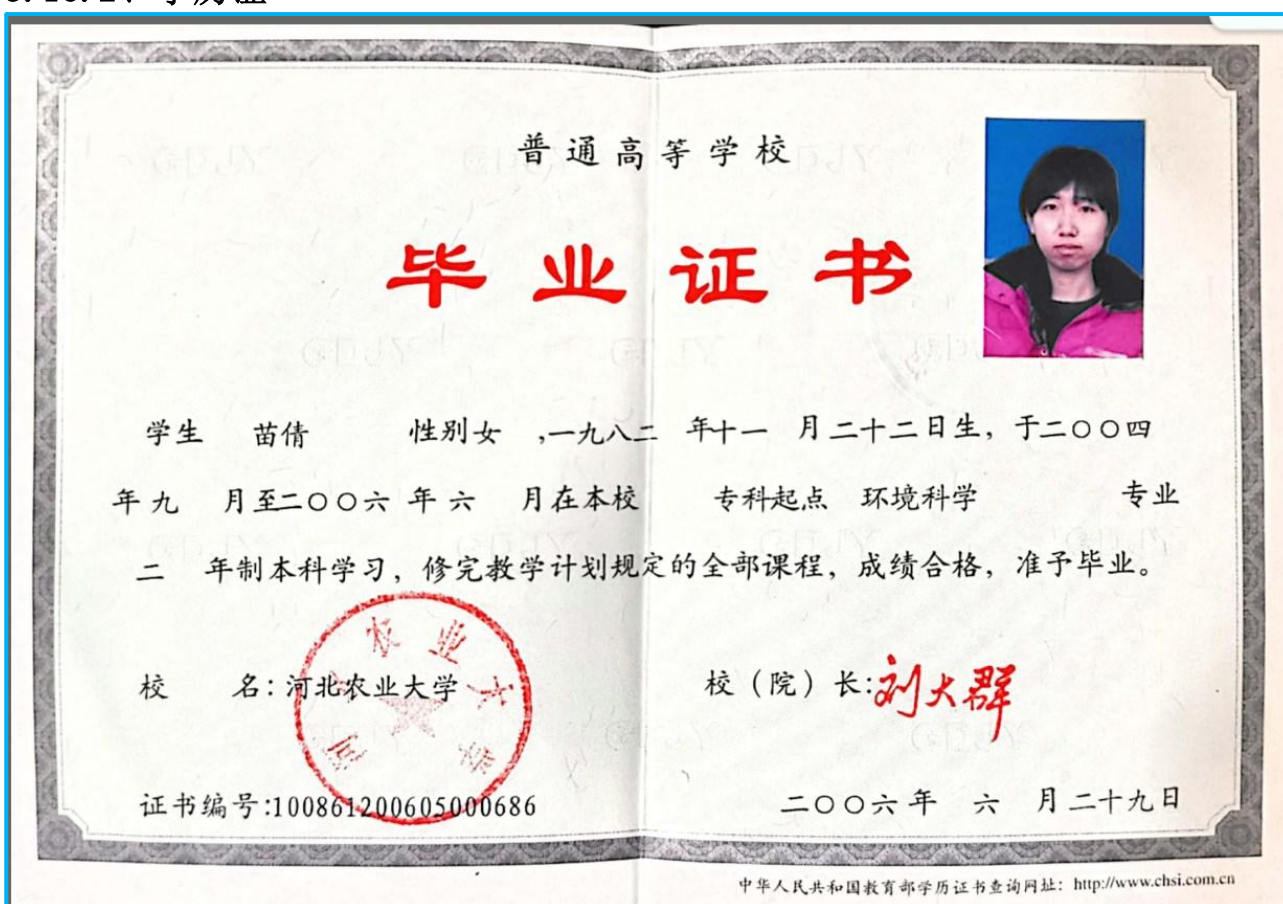 普通高等学校
毕业证书
学生 苗倩 性别女 ,一九八二 年十一 月二十二日生，于二〇〇四
年九 月至二〇〇六年六 月在本校 专科起点 环境科学 专业
二 年制本科学习，修完教学计划规定的全部课程，成绩合格，准予毕业。
校 名：河北农业大学 校（院）长：刘大群
河北农业大学
证书编号:100861200605000686 二〇〇六年 六 月二十九日
中华人民共和国教育部学历证书查询网址：http://www.chsi.com.cn